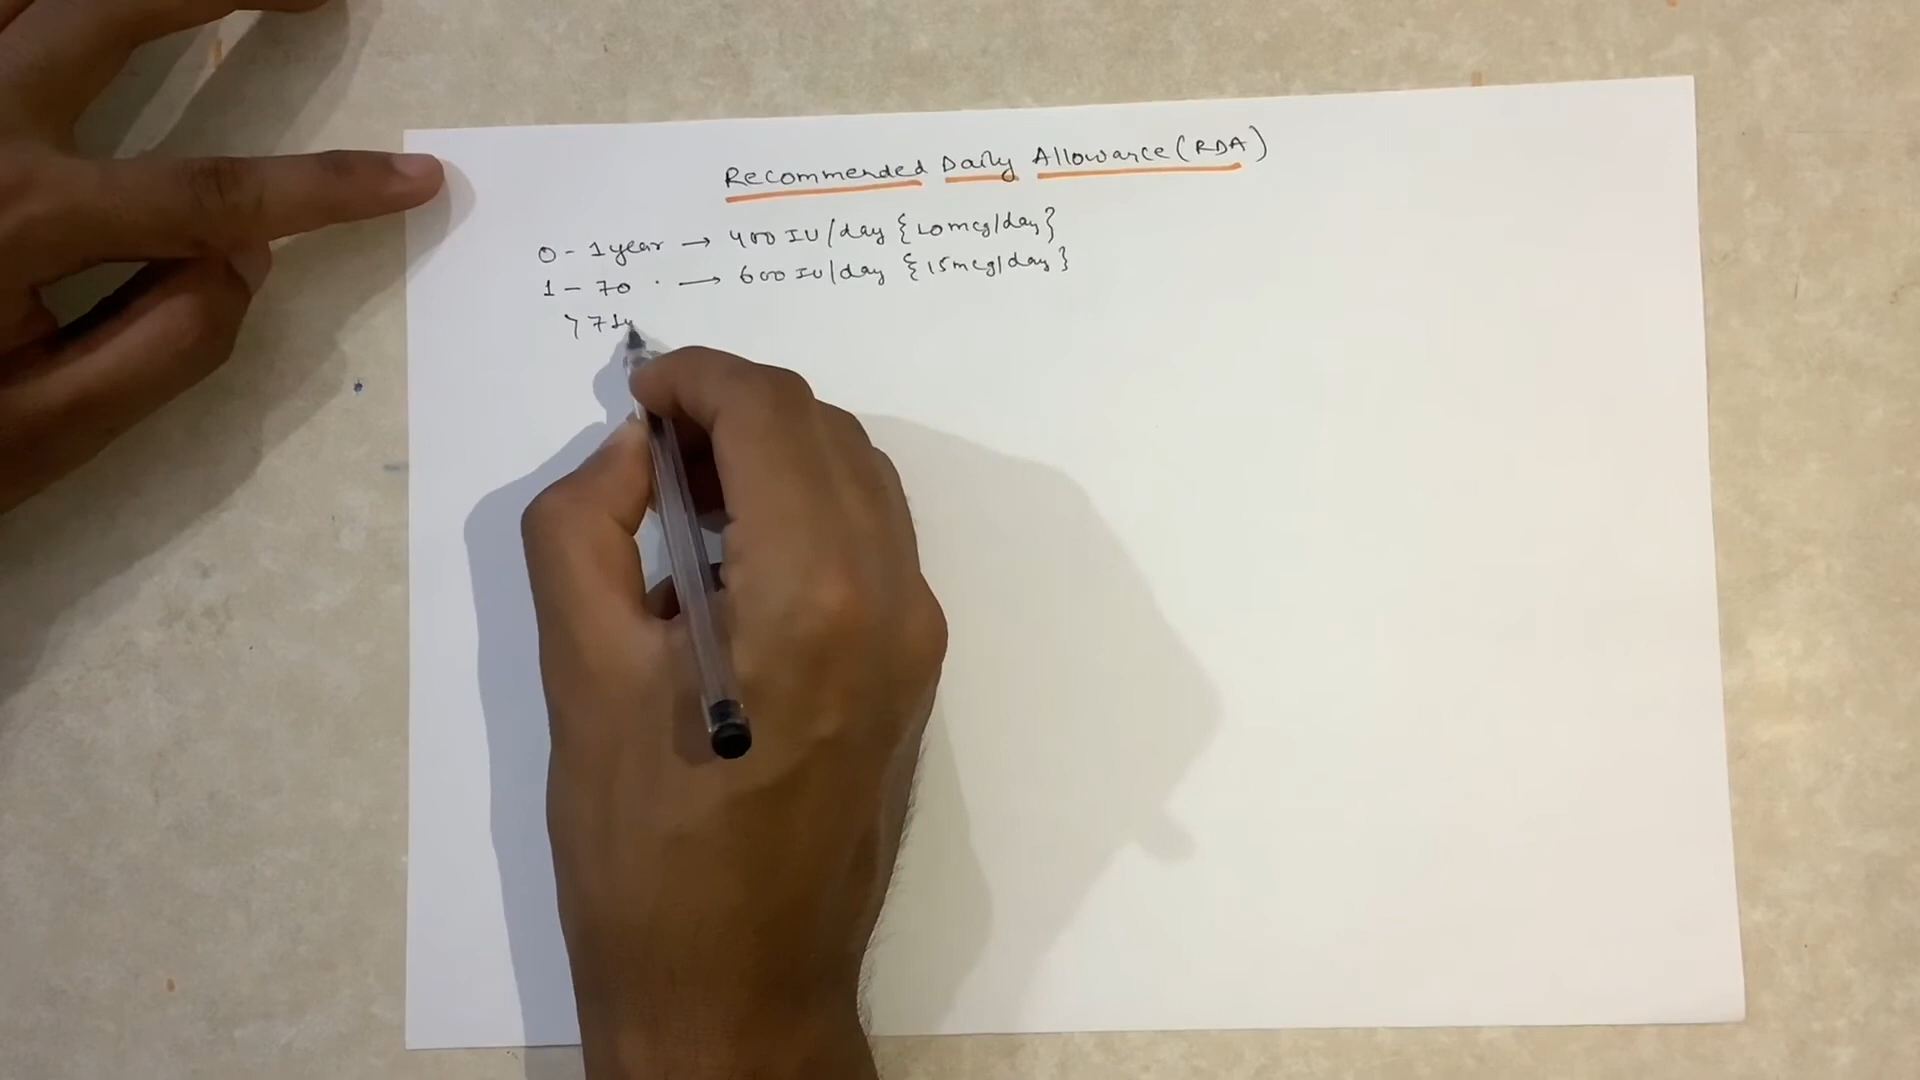 Recommended Daily Allowance (RDA)
0 - 1 year → 400 IU/day {10mcg/day}
1 - 70 → 600 IU/day {15mcg/day}
>71y